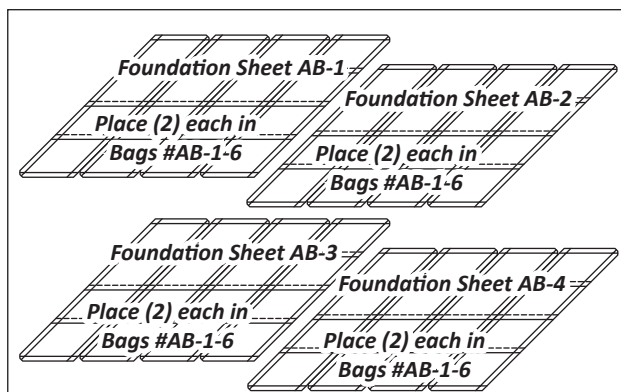 Foundation Sheet AB-1
Place (2) each in
Bags #AB-1-6
Foundation Sheet AB-2
Place (2) each in
Bags #AB-1-6
Foundation Sheet AB-3
Place (2) each in
Bags #AB-1-6
Foundation Sheet AB-4
Place (2) each in
Bags #AB-1-6